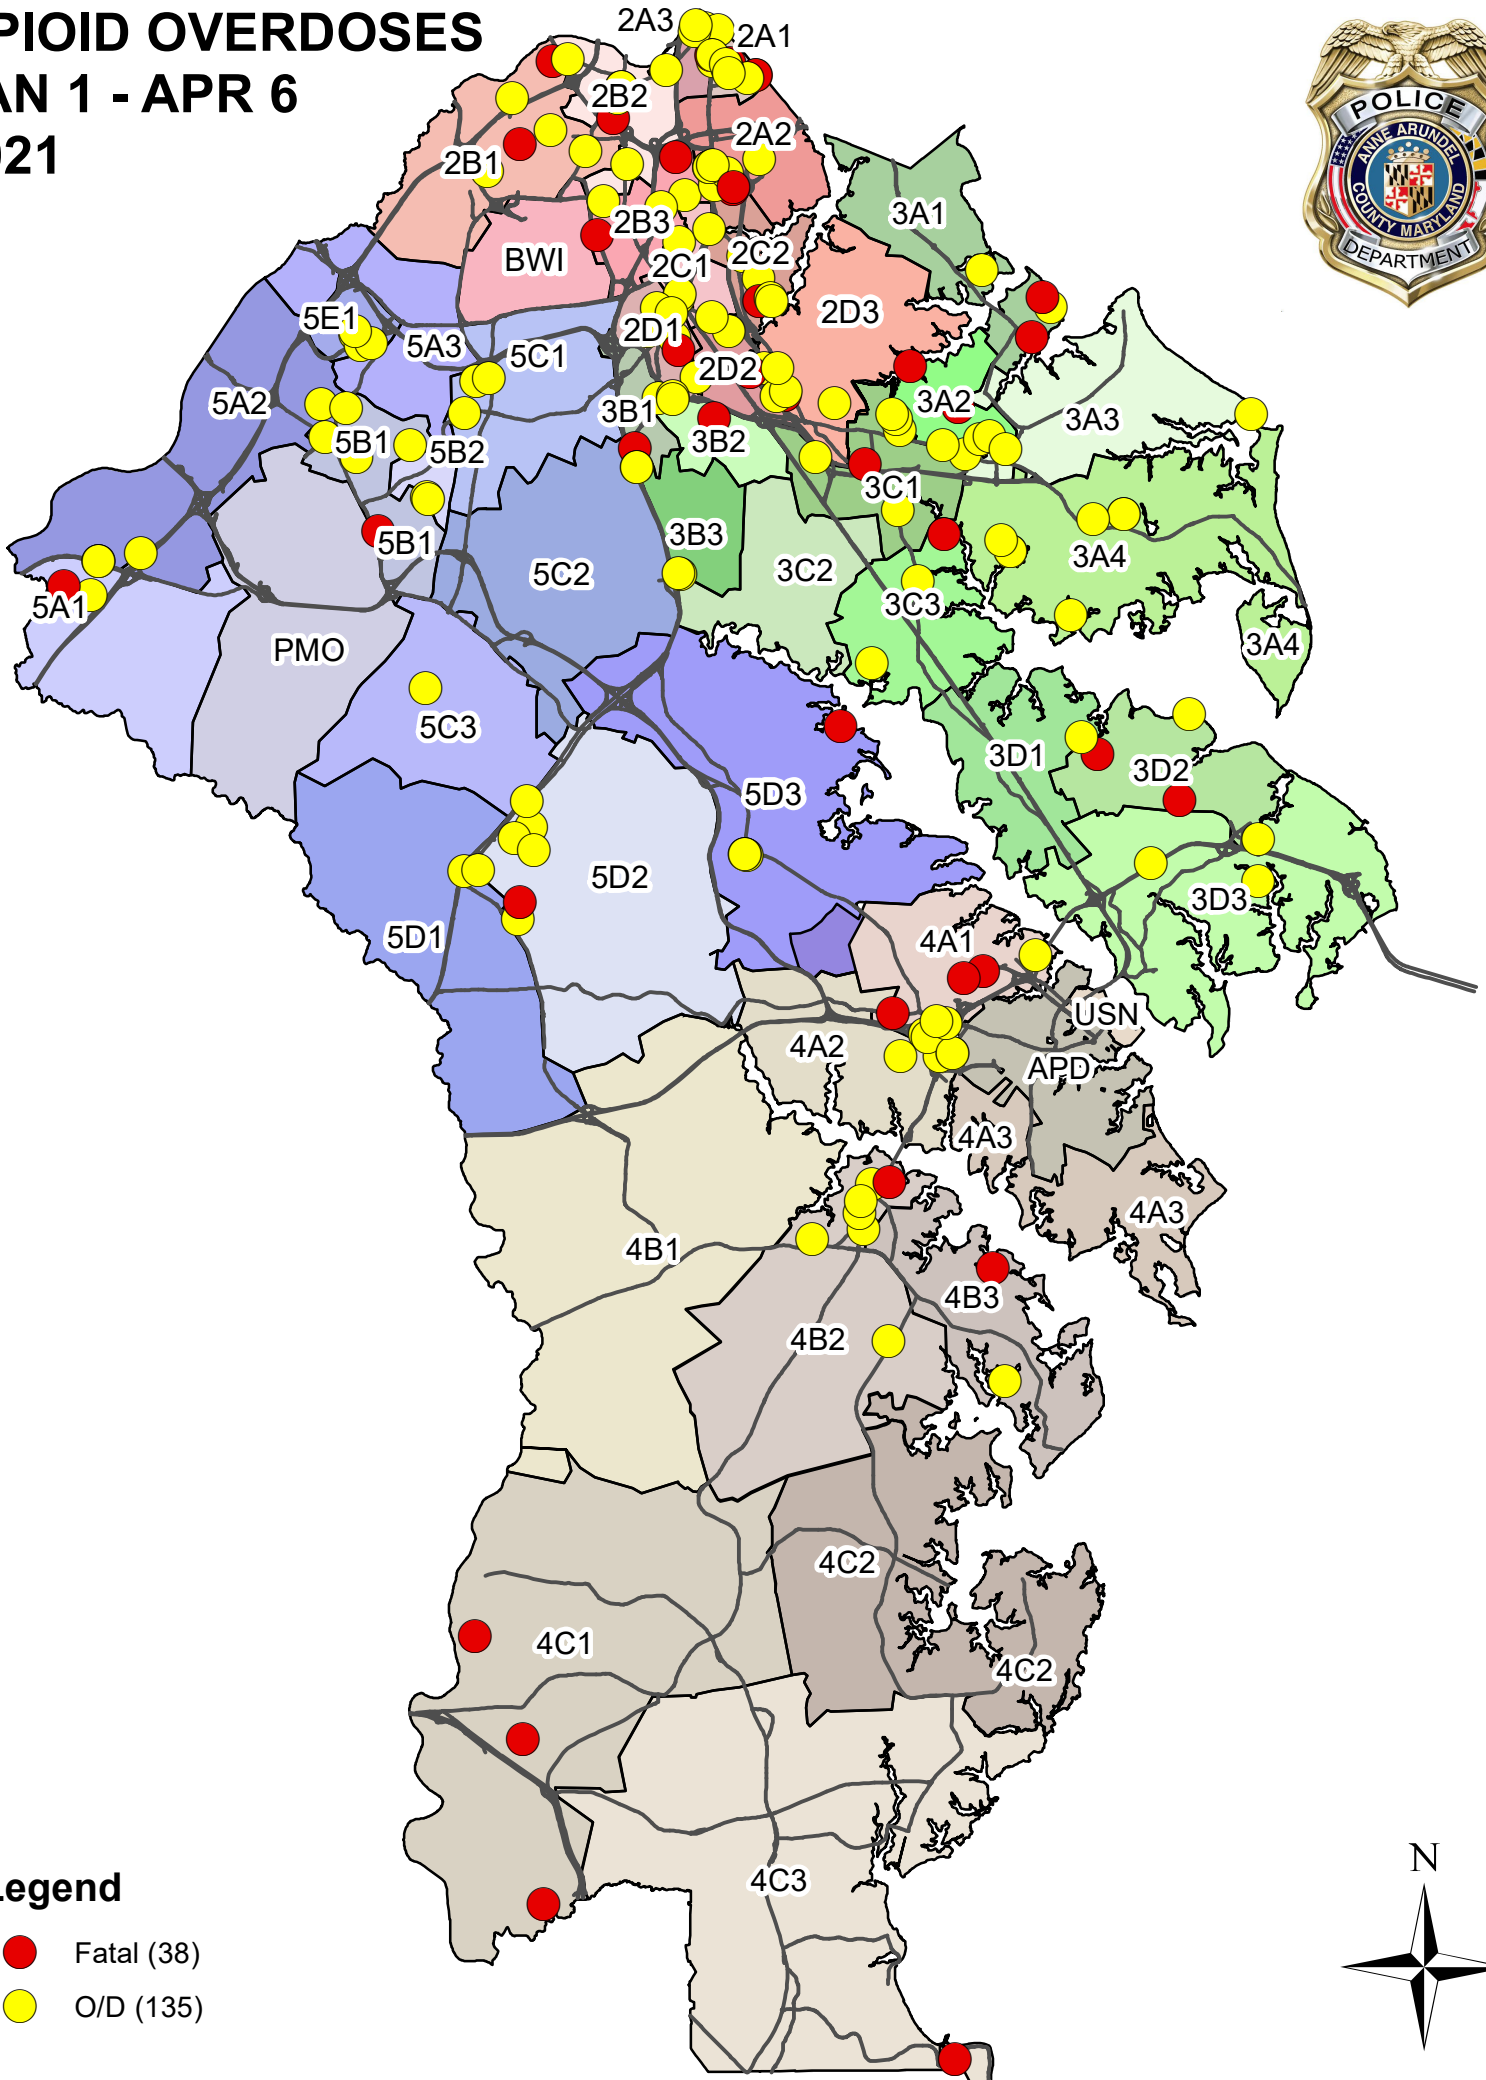 PIOID OVERDOSES
AN 1 - APR 6
021
POLICE
ANNE ARUNDEL
COUNTY MARYLAND
DEPARTMENT
2A3
2A1
2B2
2A2
2B1
3A1
2B3
BWI
2C2
2C1
5E1
2D3
2D1
5A3
5C1
2D2
5A2
3B1
3A2
3A3
5B1
5B2
3B2
3C1
5B1
3B3
3A4
5C2
3C2
5A1
3C3
PMO
3A4
5C3
3D1
3D2
5D3
5D2
3D3
5D1
4A1
USN
4A2
APD
4A3
4A3
4B1
4B3
4B2
4C2
4C1
4C2
4C3
Legend
Fatal (38)
O/D (135)
N